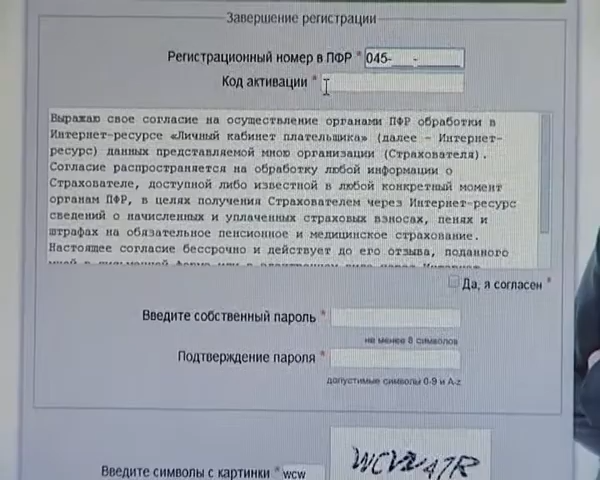 Завершение регистрации
Регистрационный номер в ПФР * 045-___-______
Код активации *
Выражаю свое согласие на осуществление органами ПФР обработки в
Интернет-ресурсе «Личный кабинет плательщика» (далее - Интернет-
ресурс) данных представляемой мною организации (Страхователя).
Согласие распространяется на обработку любой информации о
Страхователе, доступной либо известной в любой конкретный момент
органам ПФР, в целях получения Страхователем через Интернет-ресурс
сведений о начисленных и уплаченных страховых взносах, пенях и
штрафах на обязательное пенсионное и медицинское страхование.
Настоящее согласие бессрочно и действует до его отзыва, поданного
Да, я согласен *
Введите собственный пароль *
не менее 8 символов
Подтверждение пароля *
допустимые символы 0-9 и A-z
Введите символы с картинки * wcw